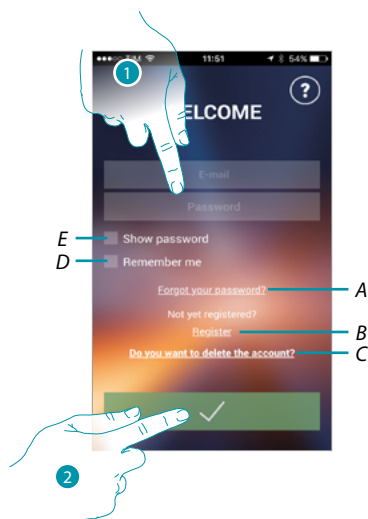 1
11:51
54%
?
ELCOME
E-mail
Password
E
Show password
D
Remember me
Forgot your password?
A
Not yet registered?
Register
B
Do you want to delete the account?
C
2